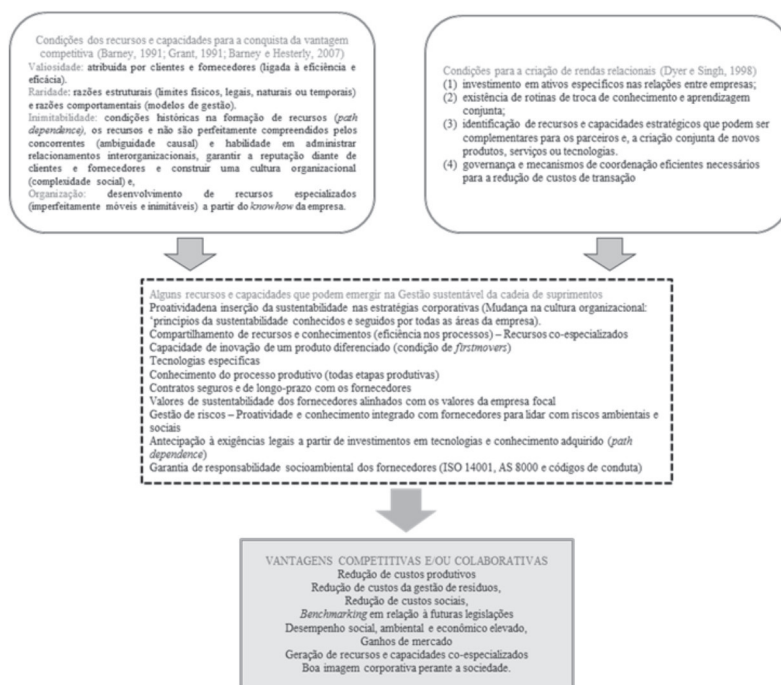 Condições dos recursos e capacidades para a conquista da vantagem
competitiva (Barney, 1991; Grant, 1991; Barney e Hesterly, 2007)
Valiosidade: atribuida por clientes e fornecedores (ligada à eficiência e
eficácia).
Raridade: razões estruturais (limites físicos, legais, naturais ou temporais)
e razões comportamentais (modelos de gestão).
Inimitabilidade: condições históricas na formação de recursos (path
dependence), os recursos e não são perfeitamente compreendidos pelos
concorrentes (ambiguidade causal) e habilidade em administrar
relacionamentos interorganizacionais, garantir a reputação diante de
clientes e fornecedores e construir uma cultura organizacional
(complexidade social) e,
Organização: desenvolvimento de recursos especializados
(imperfeitamente móveis e inimitáveis) a partir do knowhow da empresa.
Condições para a criação de rendas relacionais (Dyer e Singh, 1998)
(1) investimento em ativos específicos nas relações entre empresas;
(2) existência de rotinas de troca de conhecimento e aprendizagem
conjunta;
(3) identificação de recursos e capacidades estratégicos que podem ser
complementares para os parceiros e, a criação conjunta de novos
produtos, serviços ou tecnologias.
(4) governança e mecanismos de coordenação eficientes necessários
para a redução de custos de transação
Alguns recursos e capacidades que podem emergir na Gestão sustentável da cadeia de suprimentos
Proatividadena inserção da sustentabilidade nas estratégias corporativas (Mudança na cultura organizacional:
‘princípios da sustentabilidade conhecidos e seguidos por todas as áreas da empresa).
Compartilhamento de recursos e conhecimentos (eficiência nos processos) – Recursos co-especializados
Capacidade de inovação de um produto diferenciado (condição de firstmovers)
Tecnologias específicas
Conhecimento do processo produtivo (todas etapas produtivas)
Contratos seguros e de longo-prazo com os fornecedores
Valores de sustentabilidade dos fornecedores alinhados com os valores da empresa focal
Gestão de riscos – Proatividade e conhecimento integrado com fornecedores para lidar com riscos ambientais e
sociais
Antecipação à exigências legais a partir de investimentos em tecnologias e conhecimento adquirido (path
dependence)
Garantia de responsabilidade socioambiental dos fornecedores (ISO 14001, AS 8000 e códigos de conduta)
VANTAGENS COMPETITIVAS E/OU COLABORATIVAS
Redução de custos produtivos
Redução de custos da gestão de resíduos,
Redução de custos sociais,
Benchmarking em relação à futuras legislações
Desempenho social, ambiental e econômico elevado,
Ganhos de mercado
Geração de recursos e capacidades co-especializados
Boa imagem corporativa perante a sociedade.